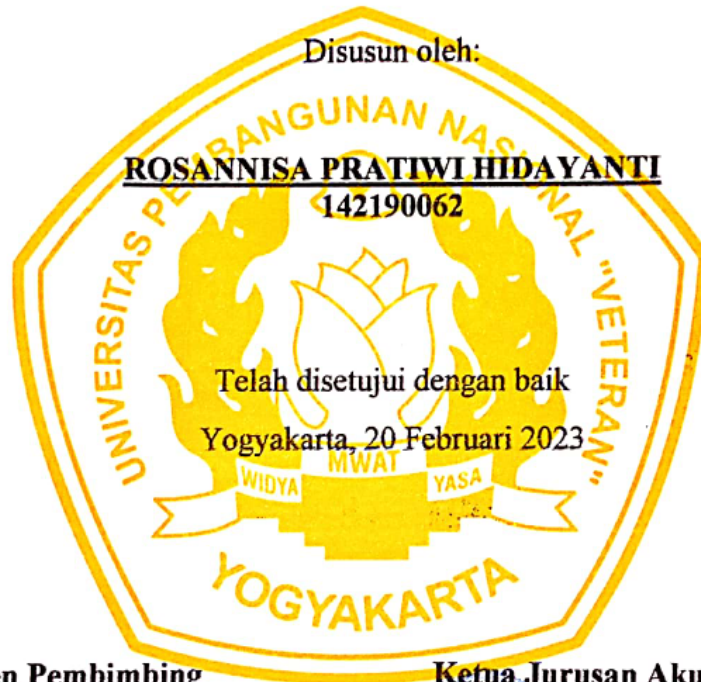 Disusun oleh:
UNIVERSITAS PEMBANGUNAN NASIONAL "VETERAN"
ROSANNISA PRATIWI HIDAYANTI
142190062
Telah disetujui dengan baik
Yogyakarta, 20 Februari 2023
WIDYA MWAT YASA
YOGYAKARTA
Pembimbing Ketua Jurusan